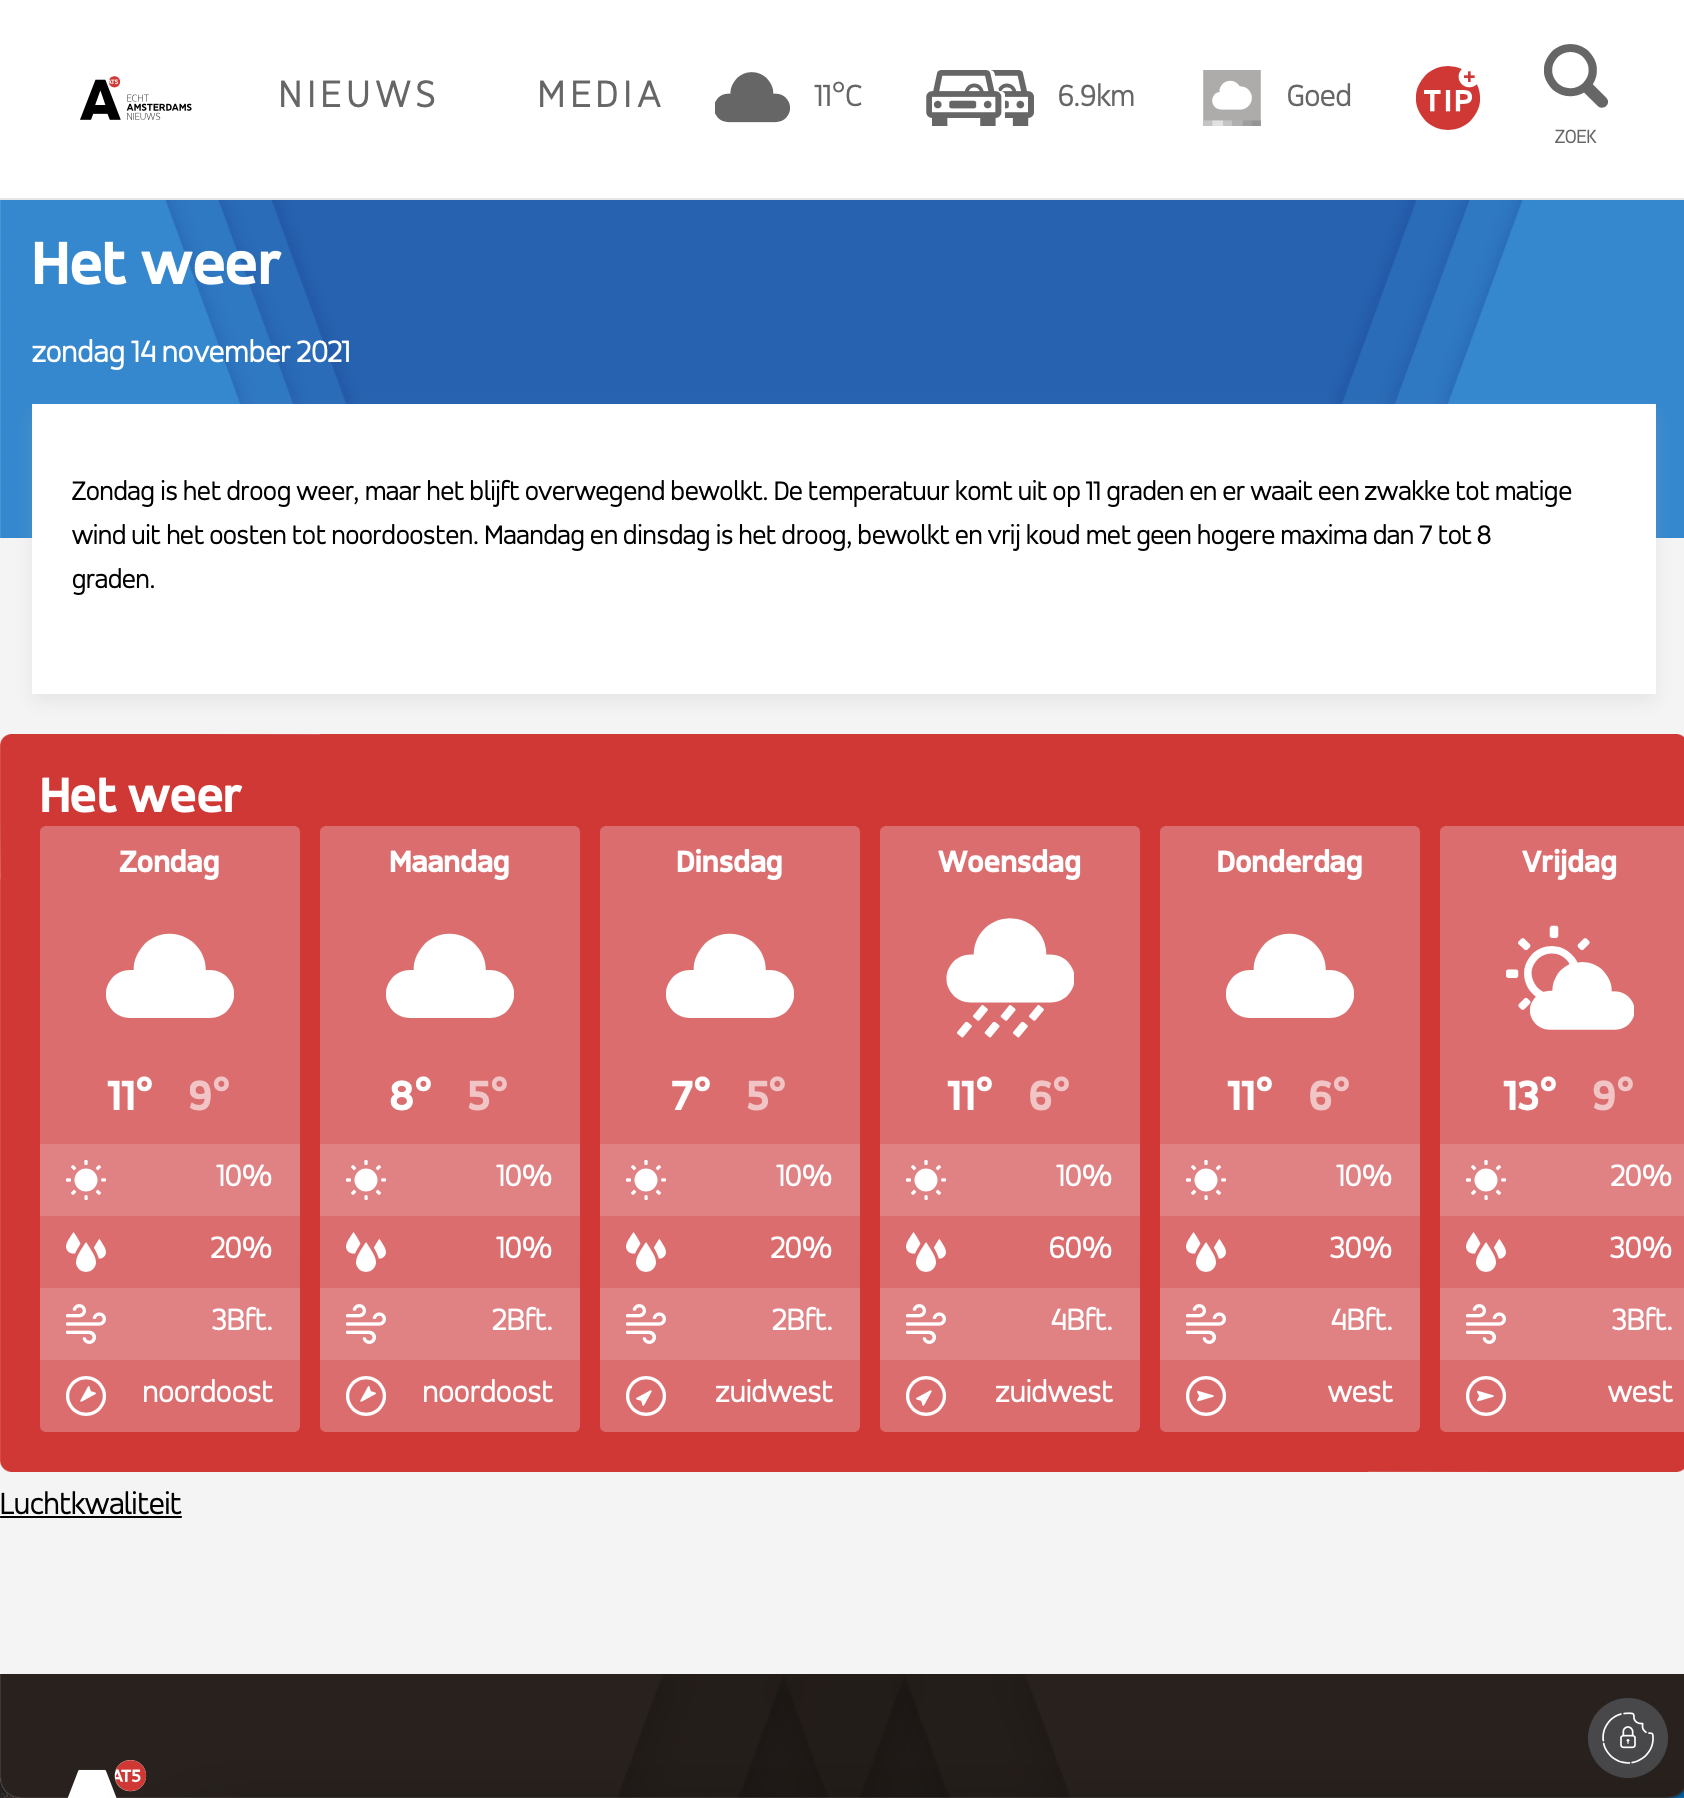 AT5
ECHT
AMSTERDAMS
NIEUWS
NIEUWS
MEDIA
11°C
6.9km
Goed
TIP+
ZOEK
Het weer
zondag 14 november 2021
Zondag is het droog weer, maar het blijft overwegend bewolkt. De temperatuur komt uit op 11 graden en er waait een zwakke tot matige
wind uit het oosten tot noordoosten. Maandag en dinsdag is het droog, bewolkt en vrij koud met geen hogere maxima dan 7 tot 8
graden.
Het weer
Zondag
11° 9°
10%
20%
3Bft.
noordoost
Maandag
8° 5°
10%
10%
2Bft.
noordoost
Dinsdag
7° 5°
10%
20%
2Bft.
zuidwest
Woensdag
11° 6°
10%
60%
4Bft.
zuidwest
Donderdag
11° 6°
10%
30%
4Bft.
west
Vrijdag
13° 9°
20%
30%
3Bft.
west
Luchtkwaliteit
AT5